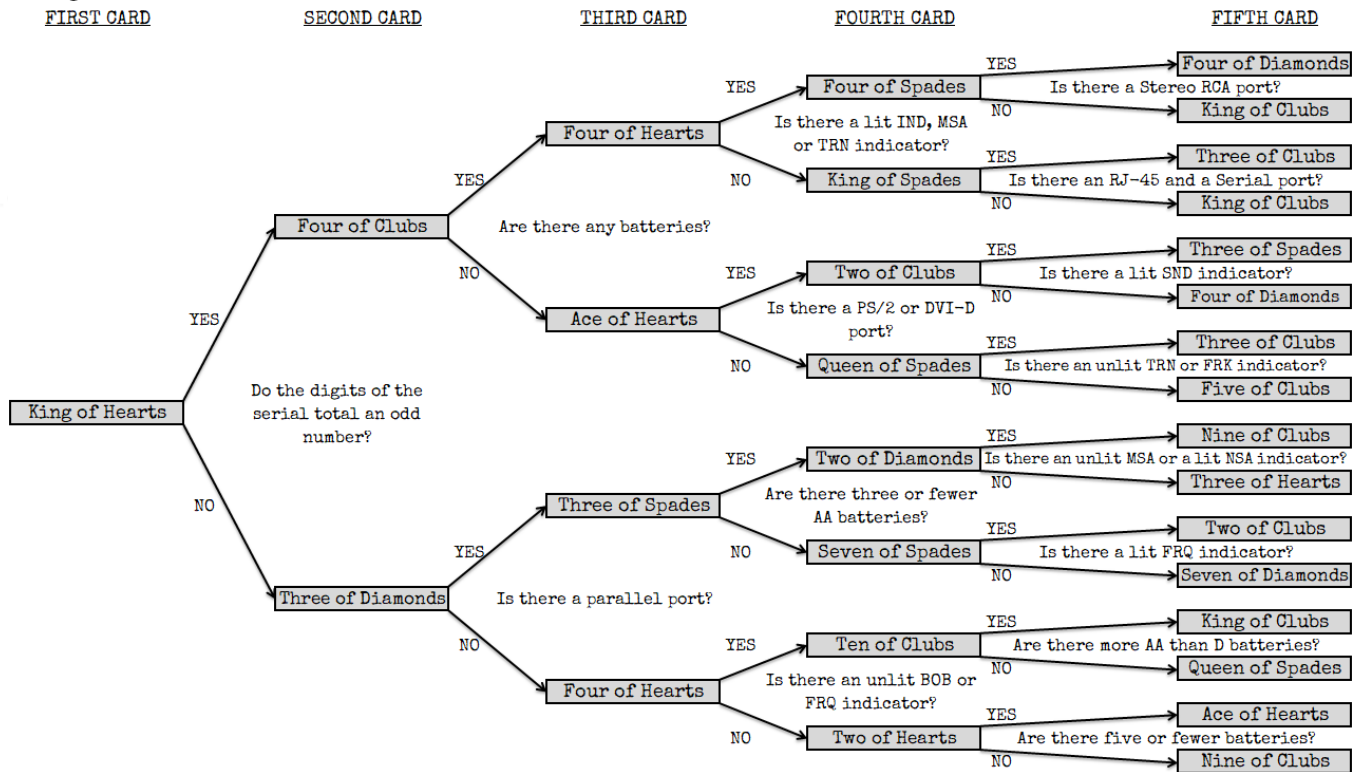 FIRST CARD SECOND CARD THIRD CARD FOURTH CARD FIFTH CARD
YES Four of Diamonds
YES Four of Spades Is there a Stereo RCA port?
NO King of Clubs
Four of Hearts Is there a lit IND, MSA
or TRN indicator?
YES Three of Clubs
YES NO King of Spades Is there an RJ-45 and a Serial port?
NO King of Clubs
Four of Clubs Are there any batteries?
YES Three of Spades
NO YES Two of Clubs Is there a lit SND indicator?
NO Four of Diamonds
YES Ace of Hearts Is there a PS/2 or DVI-D
port?
YES Three of Clubs
NO Queen of Spades Is there an unlit TRN or FRK indicator?
NO Five of Clubs
King of Hearts Do the digits of the
serial total an odd
number?
YES Nine of Clubs
YES Two of Diamonds Is there an unlit MSA or a lit NSA indicator?
NO Three of Hearts
NO Three of Spades Are there three or fewer
AA batteries?
YES Two of Clubs
YES NO Seven of Spades Is there a lit FRQ indicator?
NO Seven of Diamonds
Three of Diamonds Is there a parallel port?
YES King of Clubs
NO YES Ten of Clubs Are there more AA than D batteries?
NO Queen of Spades
Four of Hearts Is there an unlit BOB or
FRQ indicator?
YES Ace of Hearts
NO Two of Hearts Are there five or fewer batteries?
NO Nine of Clubs